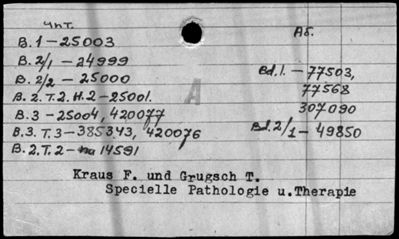 Чит.
B.1-25003
B.2/1-24999
B.2/2-25000
B.2.T.2.H.2-25001.
B.3-25004, 420077
B.3.T.3-385343, 420076
B.2.T.2-на 14591
Аб.
Bd.1.-77503,
77568
307090
Bd.2/1-49850
A
Kraus F. und Grugsch T.
Specielle Pathologie u.Therapie